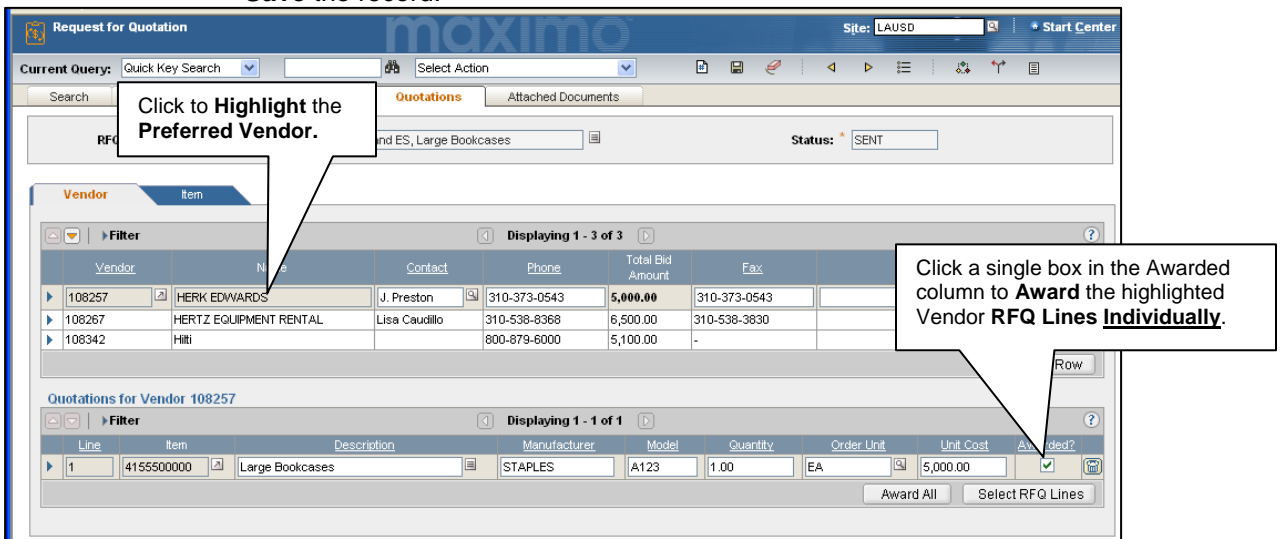 Save the record.
Request for Quotation
maximo
Site: LAUSD
Start Center
Current Query: Quick Key Search
Select Action
Search
Quotations
Attached Documents
Click to Highlight the
Preferred Vendor.
RFQ
and ES, Large Bookcases
Status: * SENT
Vendor
Item
Filter
Displaying 1 - 3 of 3
Vendor Contact Phone Total Bid Amount Fax
108257 HERK EDWARDS J. Preston 310-373-0543 5,000.00 310-373-0543
108267 HERTZ EQUIPMENT RENTAL Lisa Caudillo 310-538-8368 6,500.00 310-538-3830
108342 Hilti 800-879-6000 5,100.00 -
Row
Click a single box in the Awarded
column to Award the highlighted
Vendor RFQ Lines Individually.
Quotations for Vendor 108257
Filter
Displaying 1 - 1 of 1
Line Item Description Manufacturer Model Quantity Order Unit Unit Cost Awarded?
1 4155500000 Large Bookcases STAPLES A123 1.00 EA 5,000.00
Award All
Select RFQ Lines